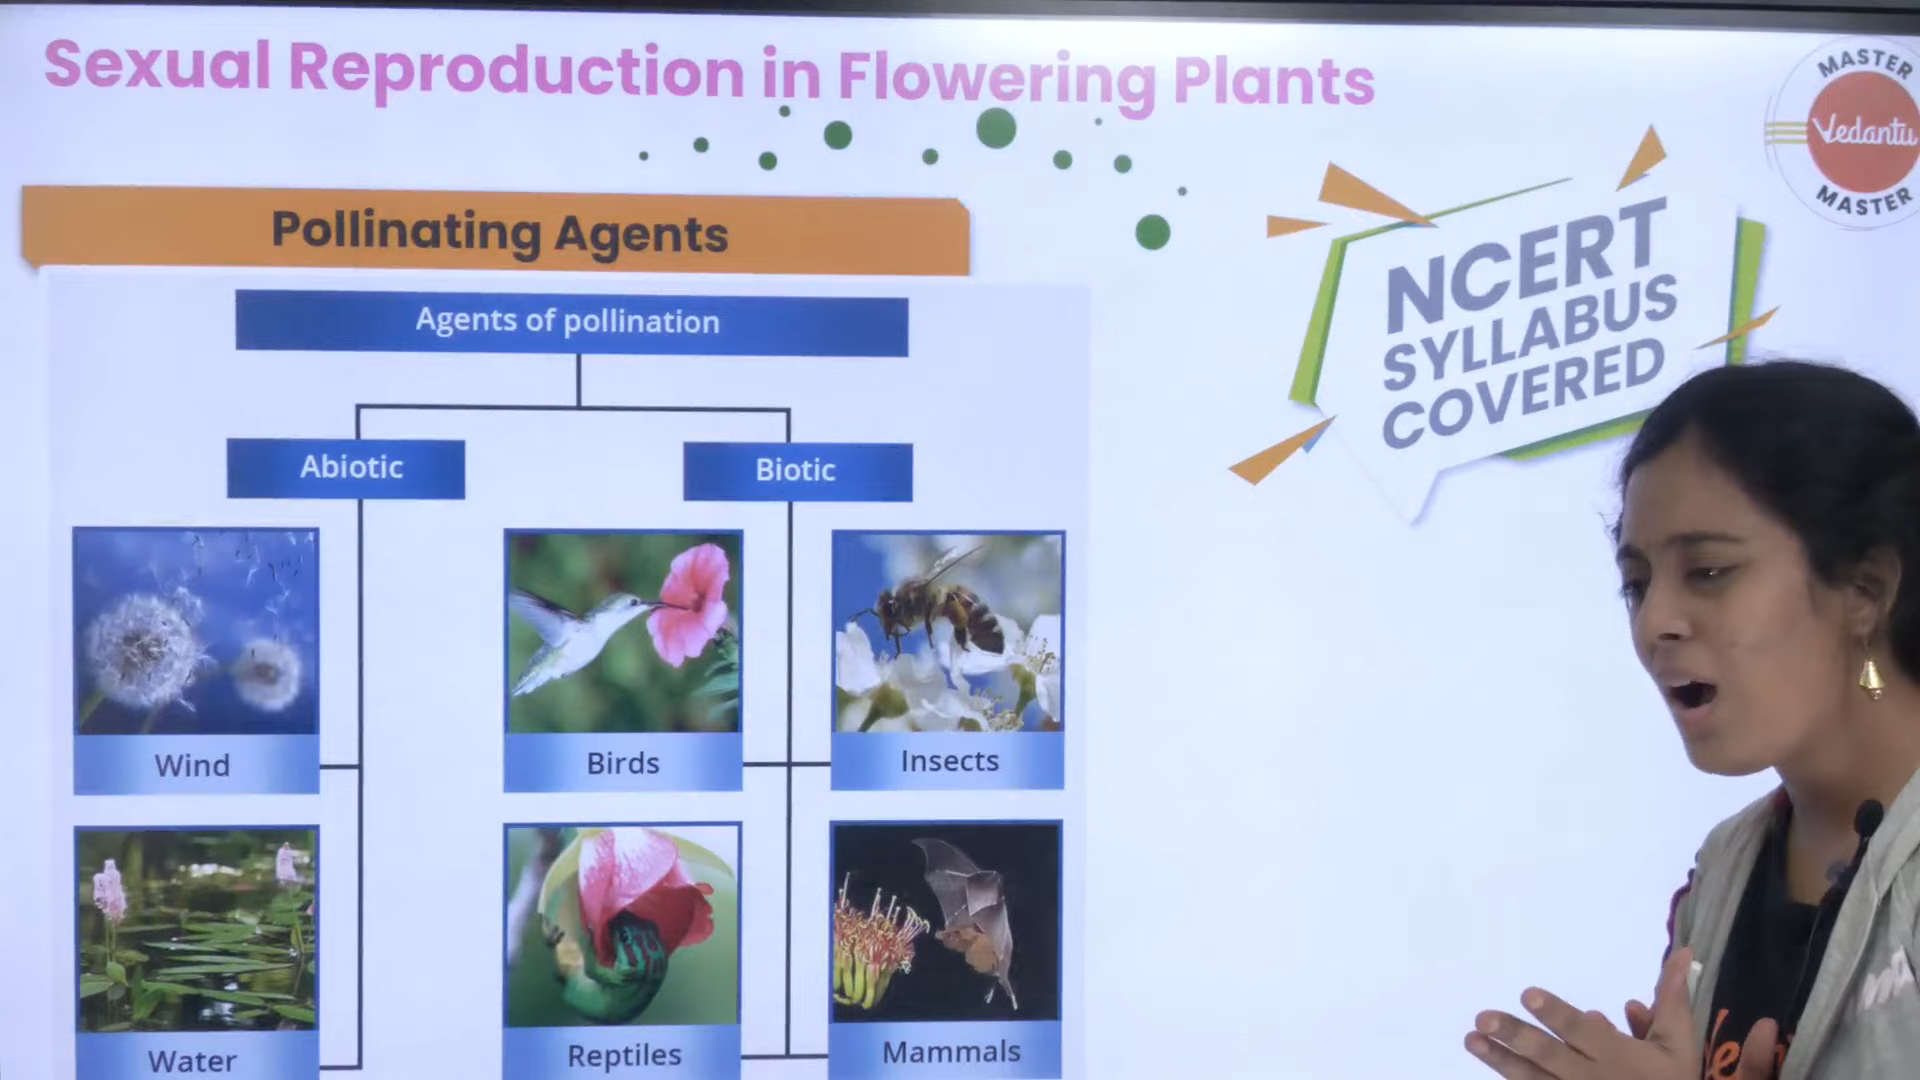 Sexual Reproduction in Flowering Plants
MASTER
Vedantu
MASTER
Pollinating Agents
NCERT
SYLLABUS
COVERED
Agents of pollination
Abiotic
Biotic
Wind
Birds
Insects
Water
Reptiles
Mammals